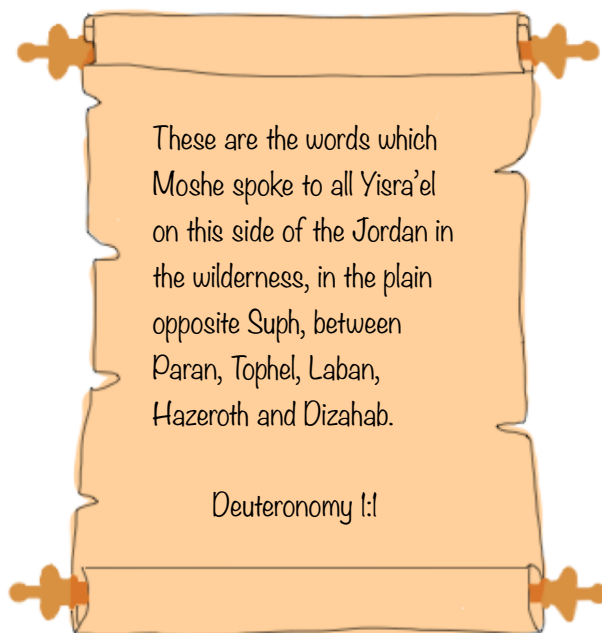 These are the words which
Moshe spoke to all Yisra'el
on this side of the Jordan in
the wilderness, in the plain
opposite Suph, between
Paran, Tophel, Laban,
Hazeroth and Dizahab.
Deuteronomy 1:1